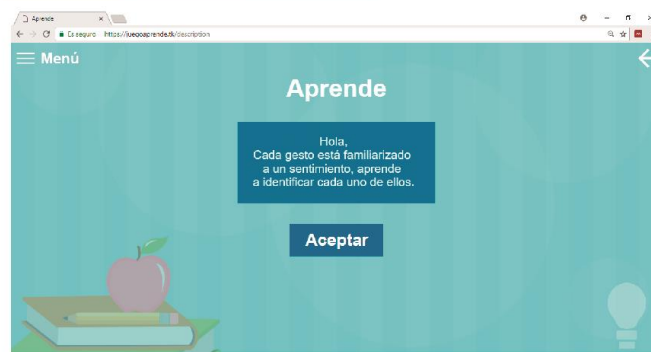 Aprende
Es seguro https://juegoaprende.tk/description
Menú
Aprende
Hola,
Cada gesto está familiarizado
a un sentimiento, aprende
a identificar cada uno de ellos.
Aceptar